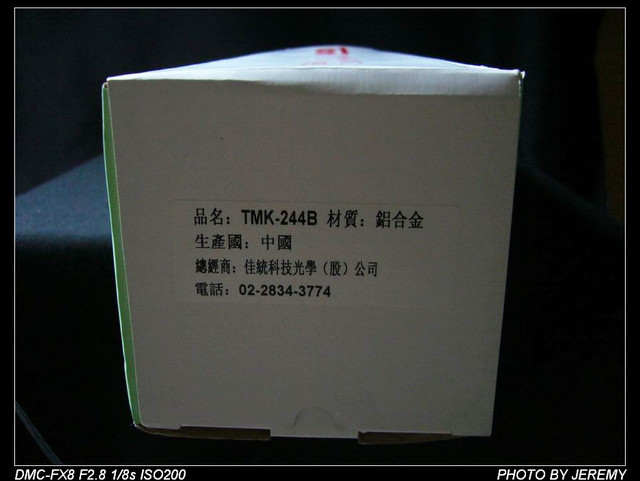 品名：TMK-244B 材質：鋁合金
生產國：中國
總經商：佳統科技光學（股）公司
電話：02-2834-3774
DMC-FX8 F2.8 1/8s ISO200
PHOTO BY JEREMY